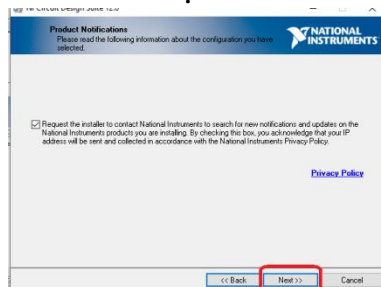 NI Circuit Design Suite 12.0
Product Notifications
Please read the following information about the configuration you have
selected.
NATIONAL
INSTRUMENTS
Request the installer to contact National Instruments to search for new notifications and updates on the
National Instruments products you are installing. By checking this box, you acknowledge that your IP
address will be sent and collected in accordance with the National Instruments Privacy Policy.
Privacy Policy
<< Back
Next >>
Cancel